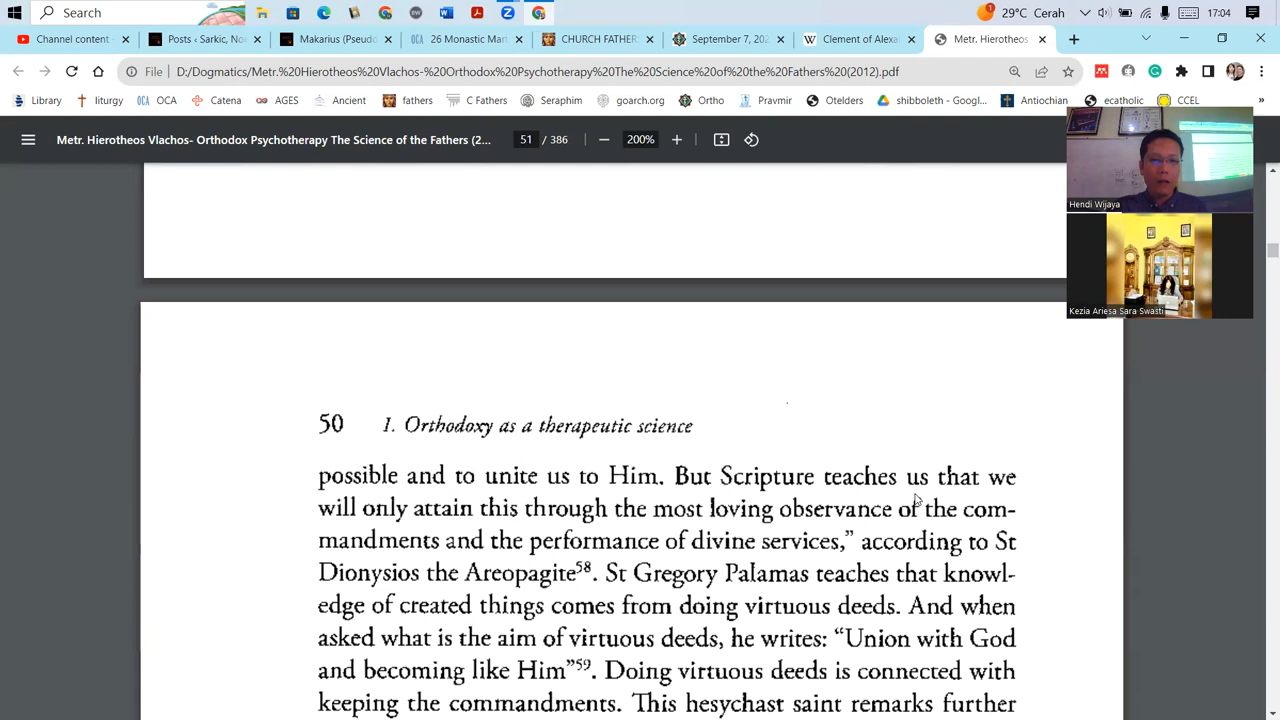 Search
29°C Cerah
17:04
Channel content -
Posts ‹ Sarkic, Noe
Makarius (Pseudo
26 Monastic Mart
CHURCH FATHER
September 7, 202
Clement of Alexa
Metr. Hierotheos
File
D:/Dogmatics/Metr.%20Hierotheos%20Vlachos-%20Orthodox%20Psychotherapy%20The%20Science%20of%20the%20Fathers%20(2012).pdf
Library
liturgy
OCA
Catena
AGES
Ancient
fathers
C Fathers
Seraphim
goarch.org
Ortho
Pravmir
Otelders
shibboleth - Googl...
Antiochian
ecatholic
CCEL
Metr. Hierotheos Vlachos- Orthodox Psychotherapy The Science of the Fathers (2...
51 / 386
200%
Hendi Wijaya
Kezia Ariesa Sara Swasti
50 I. Orthodoxy as a therapeutic science
possible and to unite us to Him. But Scripture teaches us that we
will only attain this through the most loving observance of the com-
mandments and the performance of divine services,” according to St
Dionysios the Areopagite⁵⁸. St Gregory Palamas teaches that knowl-
edge of created things comes from doing virtuous deeds. And when
asked what is the aim of virtuous deeds, he writes: “Union with God
and becoming like Him”⁵⁹. Doing virtuous deeds is connected with
keeping the commandments. This hesychast saint remarks further